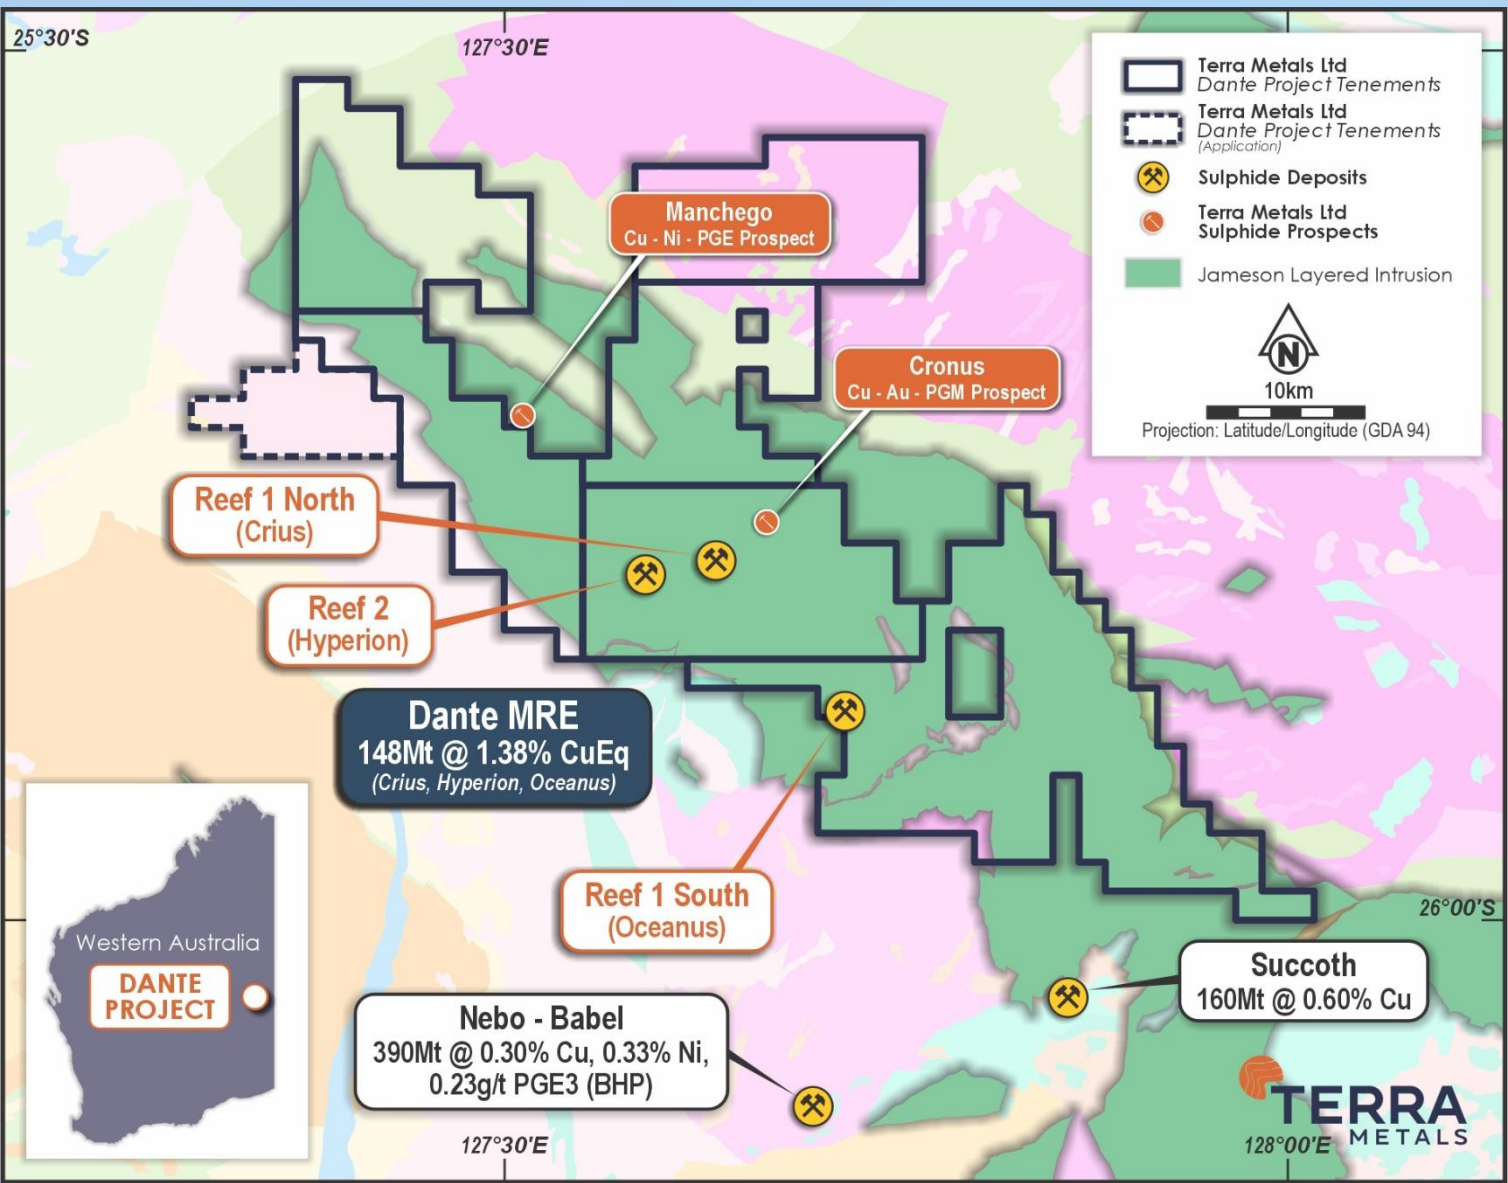 25°30'S
127°30'E
Terra Metals Ltd
Dante Project Tenements
Terra Metals Ltd
Dante Project Tenements
(Application)
Sulphide Deposits
Terra Metals Ltd
Sulphide Prospects
Jameson Layered Intrusion
N
10km
Projection: Latitude/Longitude (GDA 94)
Manchego
Cu - Ni - PGE Prospect
Cronus
Cu - Au - PGM Prospect
Reef 1 North
(Crius)
Reef 2
(Hyperion)
Dante MRE
148Mt @ 1.38% CuEq
(Crius, Hyperion, Oceanus)
Reef 1 South
(Oceanus)
26°00'S
Western Australia
DANTE
PROJECT
Succoth
160Mt @ 0.60% Cu
Nebo - Babel
390Mt @ 0.30% Cu, 0.33% Ni,
0.23g/t PGE3 (BHP)
127°30'E
128°00'E
TERRA
METALS